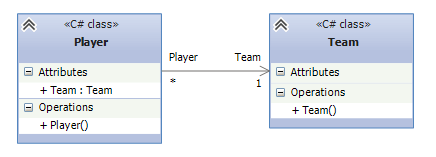 «C# class»
Player
Attributes
+ Team : Team
Operations
+ Player()
Player
Team
*
1
«C# class»
Team
Attributes
Operations
+ Team()